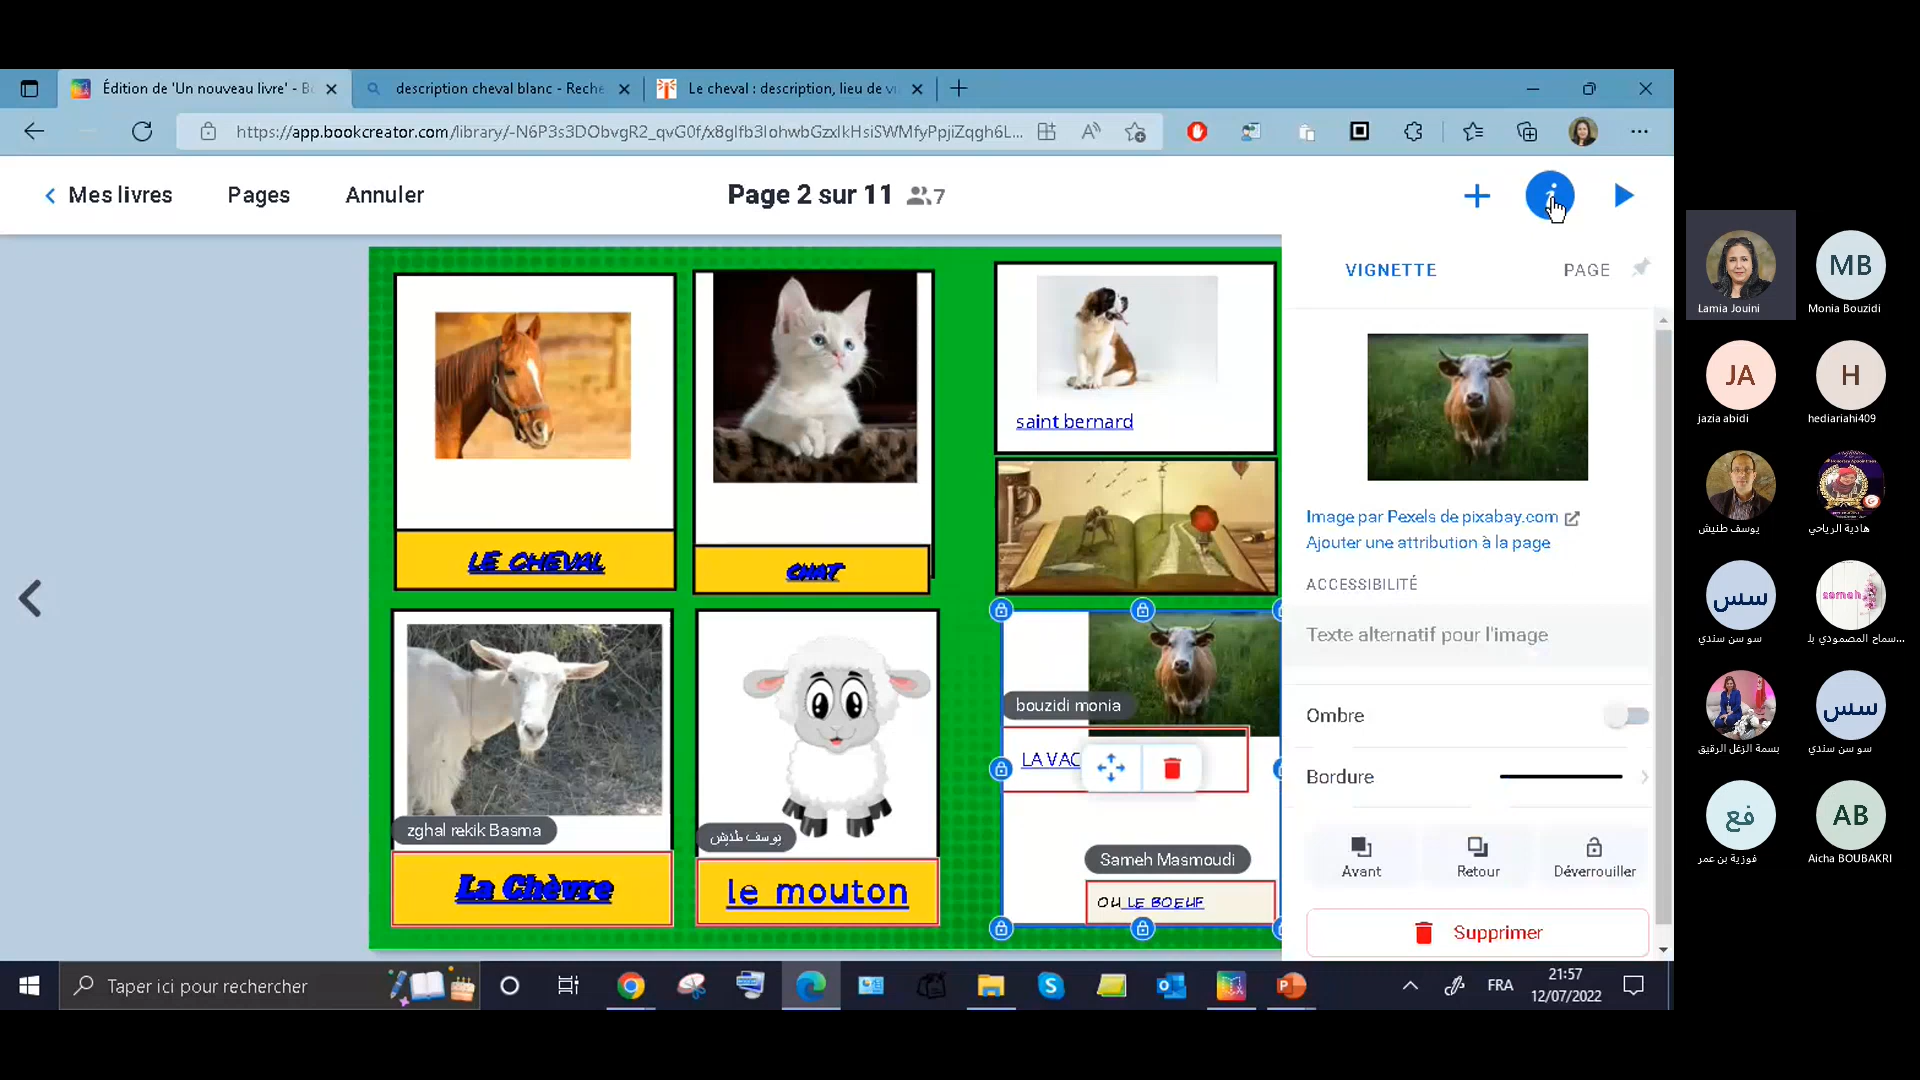 Édition de 'Un nouveau livre' - B
description cheval blanc - Reche
Le cheval : description, lieu de v
https://app.bookcreator.com/library/-N6P3s3DObvgR2_qvG0f/x8glfb3IohwbGzxlkHsiSWMfyPpjiZqgh6L...
Mes livres
Pages
Annuler
Page 2 sur 11
7
VIGNETTE
PAGE
LE CHEVAL
CHAT
saint bernard
zghal rekik Basma
La Chèvre
يوسف طنيش
le mouton
bouzidi monia
LA VAC
Sameh Masmoudi
OU LE BOEUF
Image par Pexels de pixabay.com
Ajouter une attribution à la page
ACCESSIBILITÉ
Texte alternatif pour l'image
Ombre
Bordure
Avant
Retour
Déverrouiller
Supprimer
Taper ici pour rechercher
FRA
21:57
12/07/2022
Lamia Jouini
MB
Monia Bouzidi
JA
jazia abidi
H
hediariahi409
يوسف طنيش
هادية الرياحي
سس
سو سن سندي
sameh
سماح المصمودي بل...
بسمة الزغل الرقيق
سس
سو سن سندي
فع
فوزية بن عمر
AB
Aicha BOUBAKRI